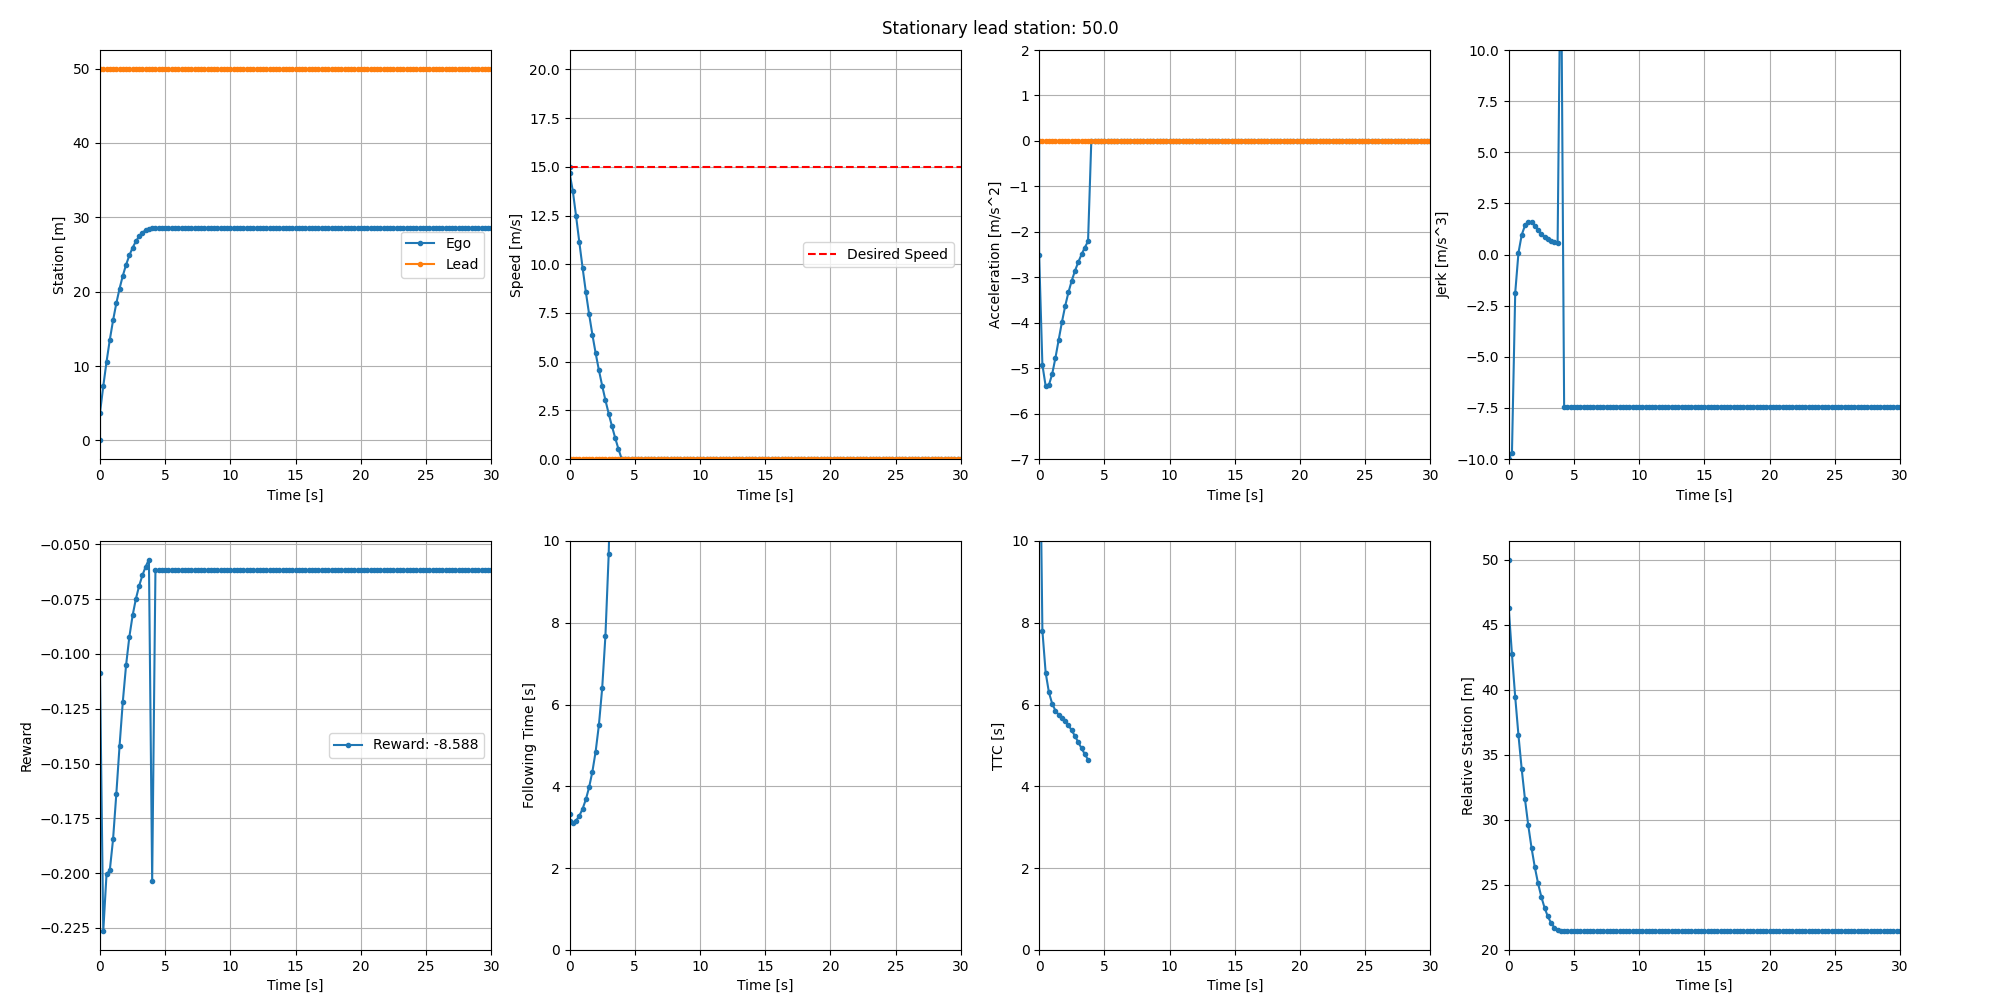 Stationary lead station: 50.0
50
40
30
20
10
0
Station [m]
Ego
Lead
0 5 10 15 20 25 30
Time [s]
20.0
17.5
15.0
12.5
10.0
7.5
5.0
2.5
0.0
Speed [m/s]
Desired Speed
0 5 10 15 20 25 30
Time [s]
2
1
0
−1
−2
−3
−4
−5
−6
−7
Acceleration [m/s^2]
0 5 10 15 20 25 30
Time [s]
10.0
7.5
5.0
2.5
0.0
−2.5
−5.0
−7.5
−10.0
Jerk [m/s^3]
0 5 10 15 20 25 30
Time [s]
−0.050
−0.075
−0.100
−0.125
−0.150
−0.175
−0.200
−0.225
Reward
Reward: -8.588
0 5 10 15 20 25 30
Time [s]
10
8
6
4
2
0
Following Time [s]
0 5 10 15 20 25 30
Time [s]
10
8
6
4
2
0
TTC [s]
0 5 10 15 20 25 30
Time [s]
50
45
40
35
30
25
20
Relative Station [m]
0 5 10 15 20 25 30
Time [s]